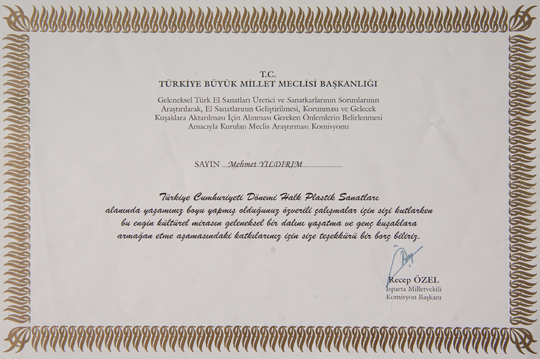 T.C.
TÜRKİYE BÜYÜK MİLLET MECLİSİ BAŞKANLIĞI
Geleneksel Türk El Sanatları Üretici ve Sanatkarlarının Sorunlarının
Araştırılarak, El Sanatlarının Geliştirilmesi, Korunması ve Gelecek
Kuşaklara Aktarılması İçin Alınması Gereken Önlemlerin Belirlenmesi
Amacıyla Kurulan Meclis Araştırması Komisyonu
SAYIN ...Mehmet YILDIRIM....................
Türkiye Cumhuriyeti Dönemi Halk Plastik Sanatları
alanında yaşamınız boyu yapmış olduğunuz özverili çalışmalar için sizi kutlarken
bu engin kültürel mirasın geleneksel bir dalını yaşatma ve genç kuşaklara
armağan etme aşamasındaki katkılarınız için size teşekkürü bir borç biliriz.
Recep ÖZEL
Isparta Milletvekili
Komisyon Başkanı